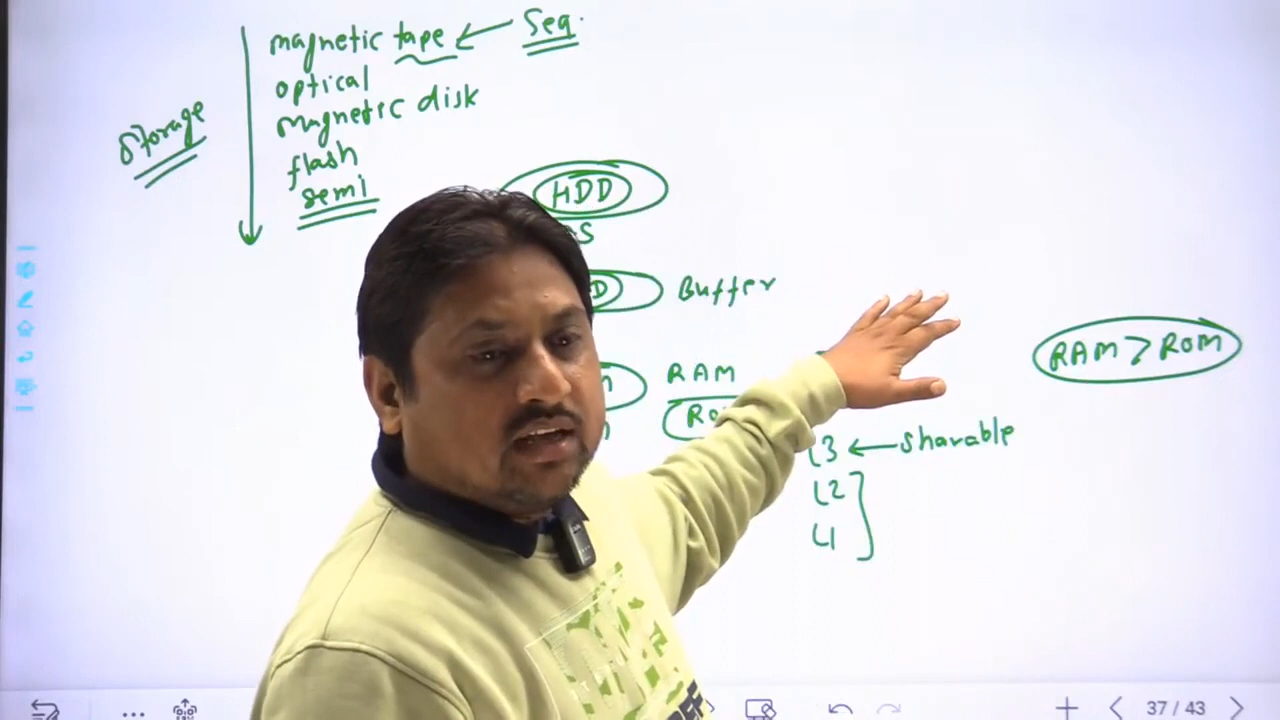 magnetic tape ← Seq.
optical
magnetic disk
flash
semi
Storage
HDD
Buffer
RAM
RAM > ROM
L3 ← Sharable
L2
L1
37 / 43